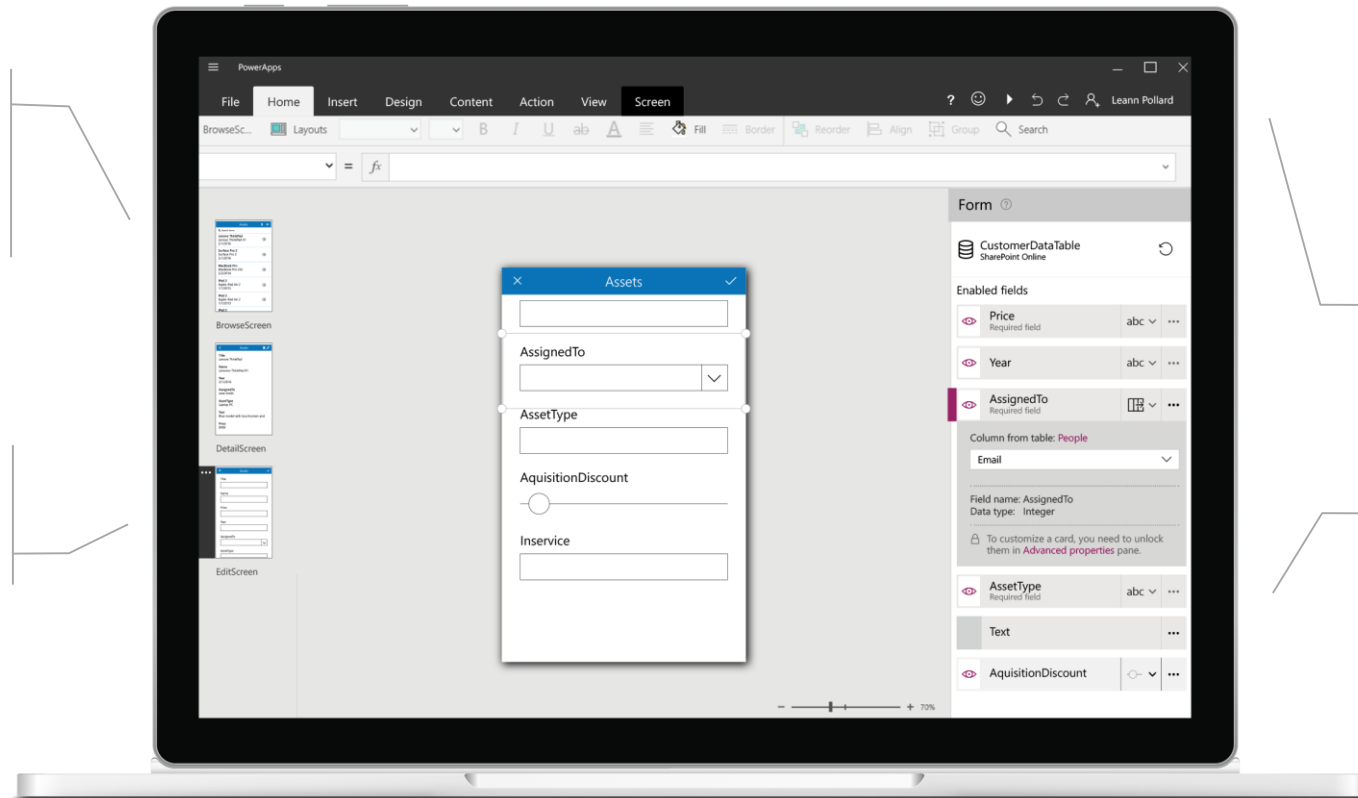 PowerApps
File Home Insert Design Content Action View Screen ? Leann Pollard
BrowseSc... Layouts B I U ab A Fill Border Reorder Align Group Search
= fx
Form ?
CustomerDataTable
SharePoint Online
Enabled fields
Price
Required field
abc
Year
abc
AssignedTo
Required field
Column from table: People
Email
Field name: AssignedTo
Data type: Integer
To customize a card, you need to unlock
them in Advanced properties pane.
AssetType
Required field
abc
Text
AquisitionDiscount
BrowseScreen
DetailScreen
EditScreen
Assets
AssignedTo
AssetType
AquisitionDiscount
Inservice
70%